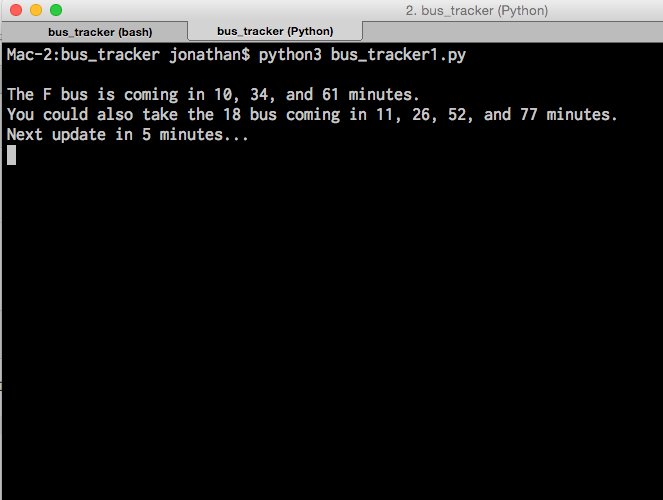 2. bus_tracker (Python)
bus_tracker (bash)
bus_tracker (Python)
Mac-2:bus_tracker jonathan$ python3 bus_tracker1.py
The F bus is coming in 10, 34, and 61 minutes.
You could also take the 18 bus coming in 11, 26, 52, and 77 minutes.
Next update in 5 minutes...